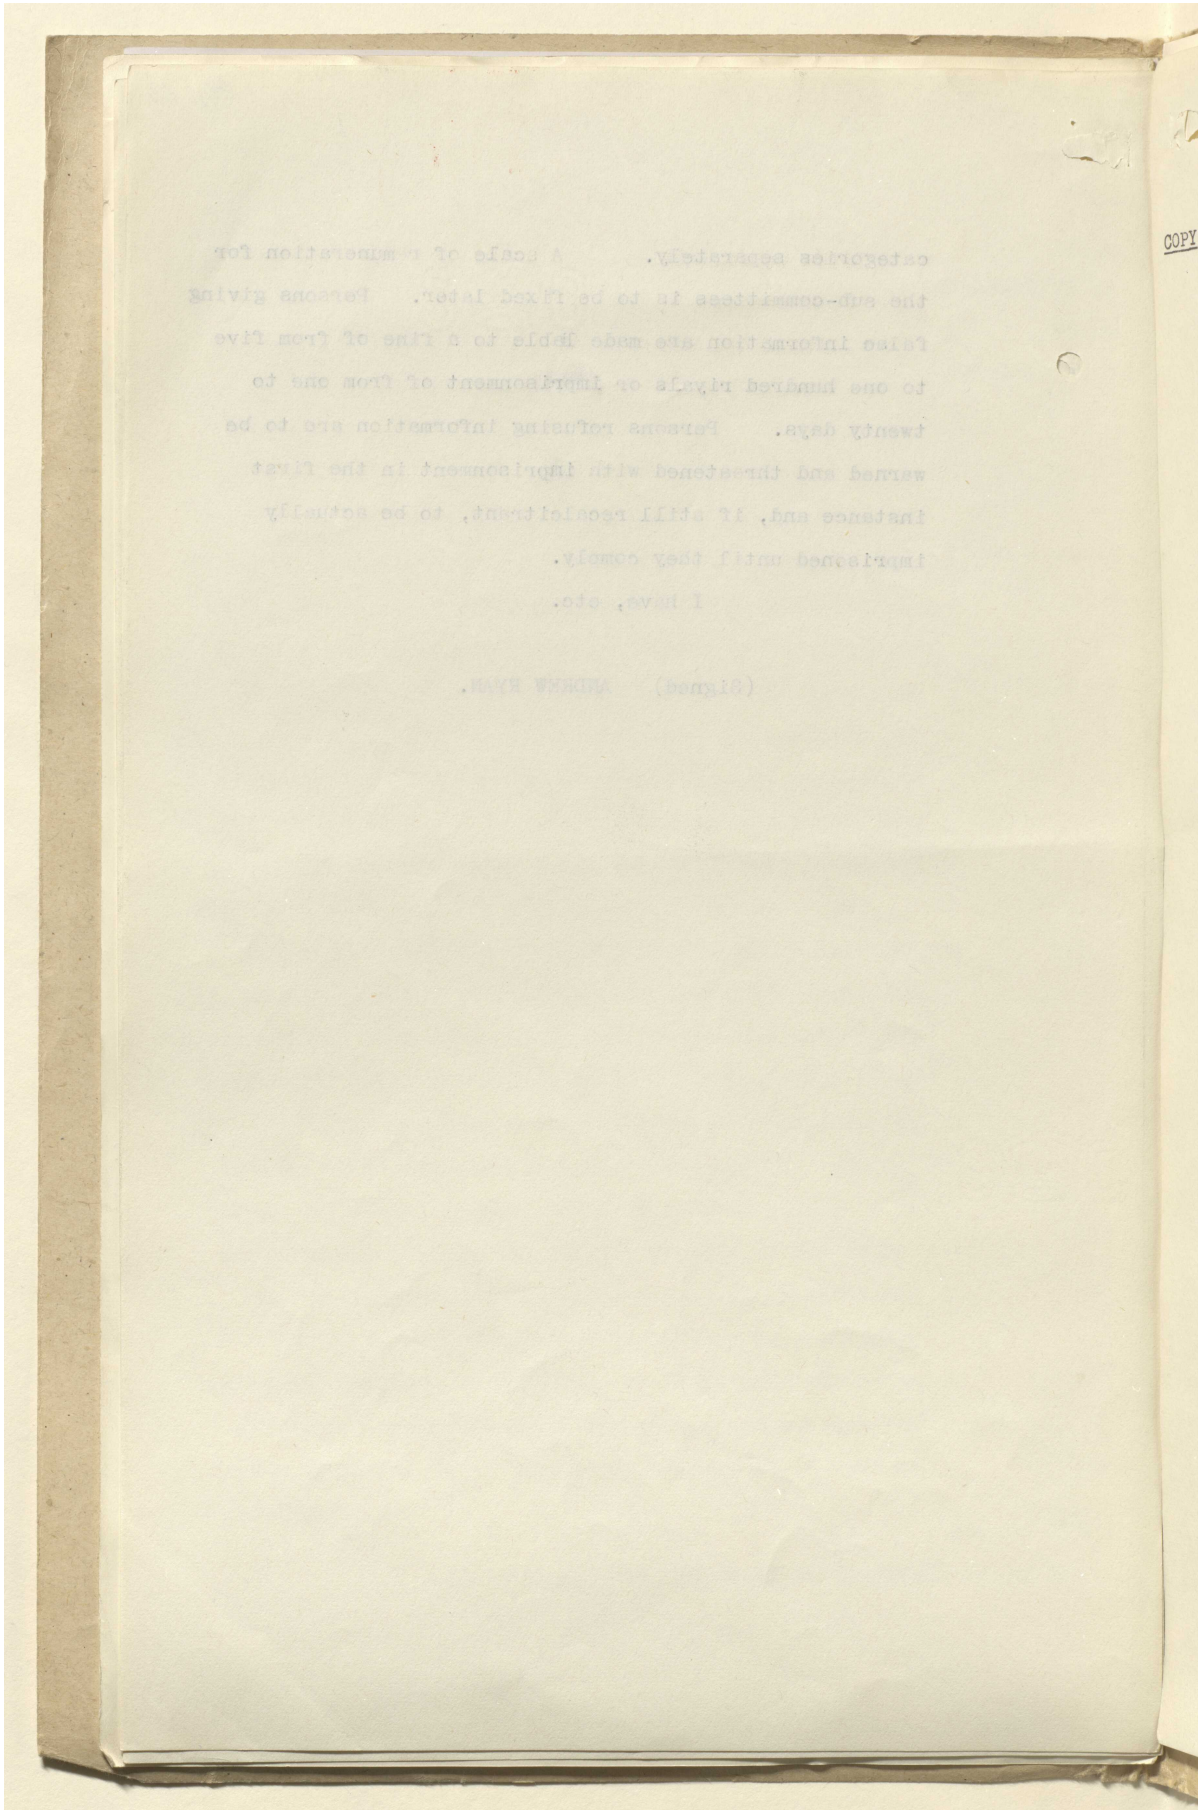 categories separately. A scale of remuneration for
the sub-committees is to be fixed later. Persons giving
false information are made liable to a fine of from five
to one hundred riyals or imprisonment of from one to
twenty days. Persons refusing information are to be
warned and threatened with imprisonment in the first
instance and, if still recalcitrant, to be actually
imprisoned until they comply.
I have, etc.
(Signed) ANDREW RYAN.
COPY